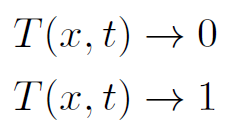 T(x, t) → 0
T(x, t) → 1